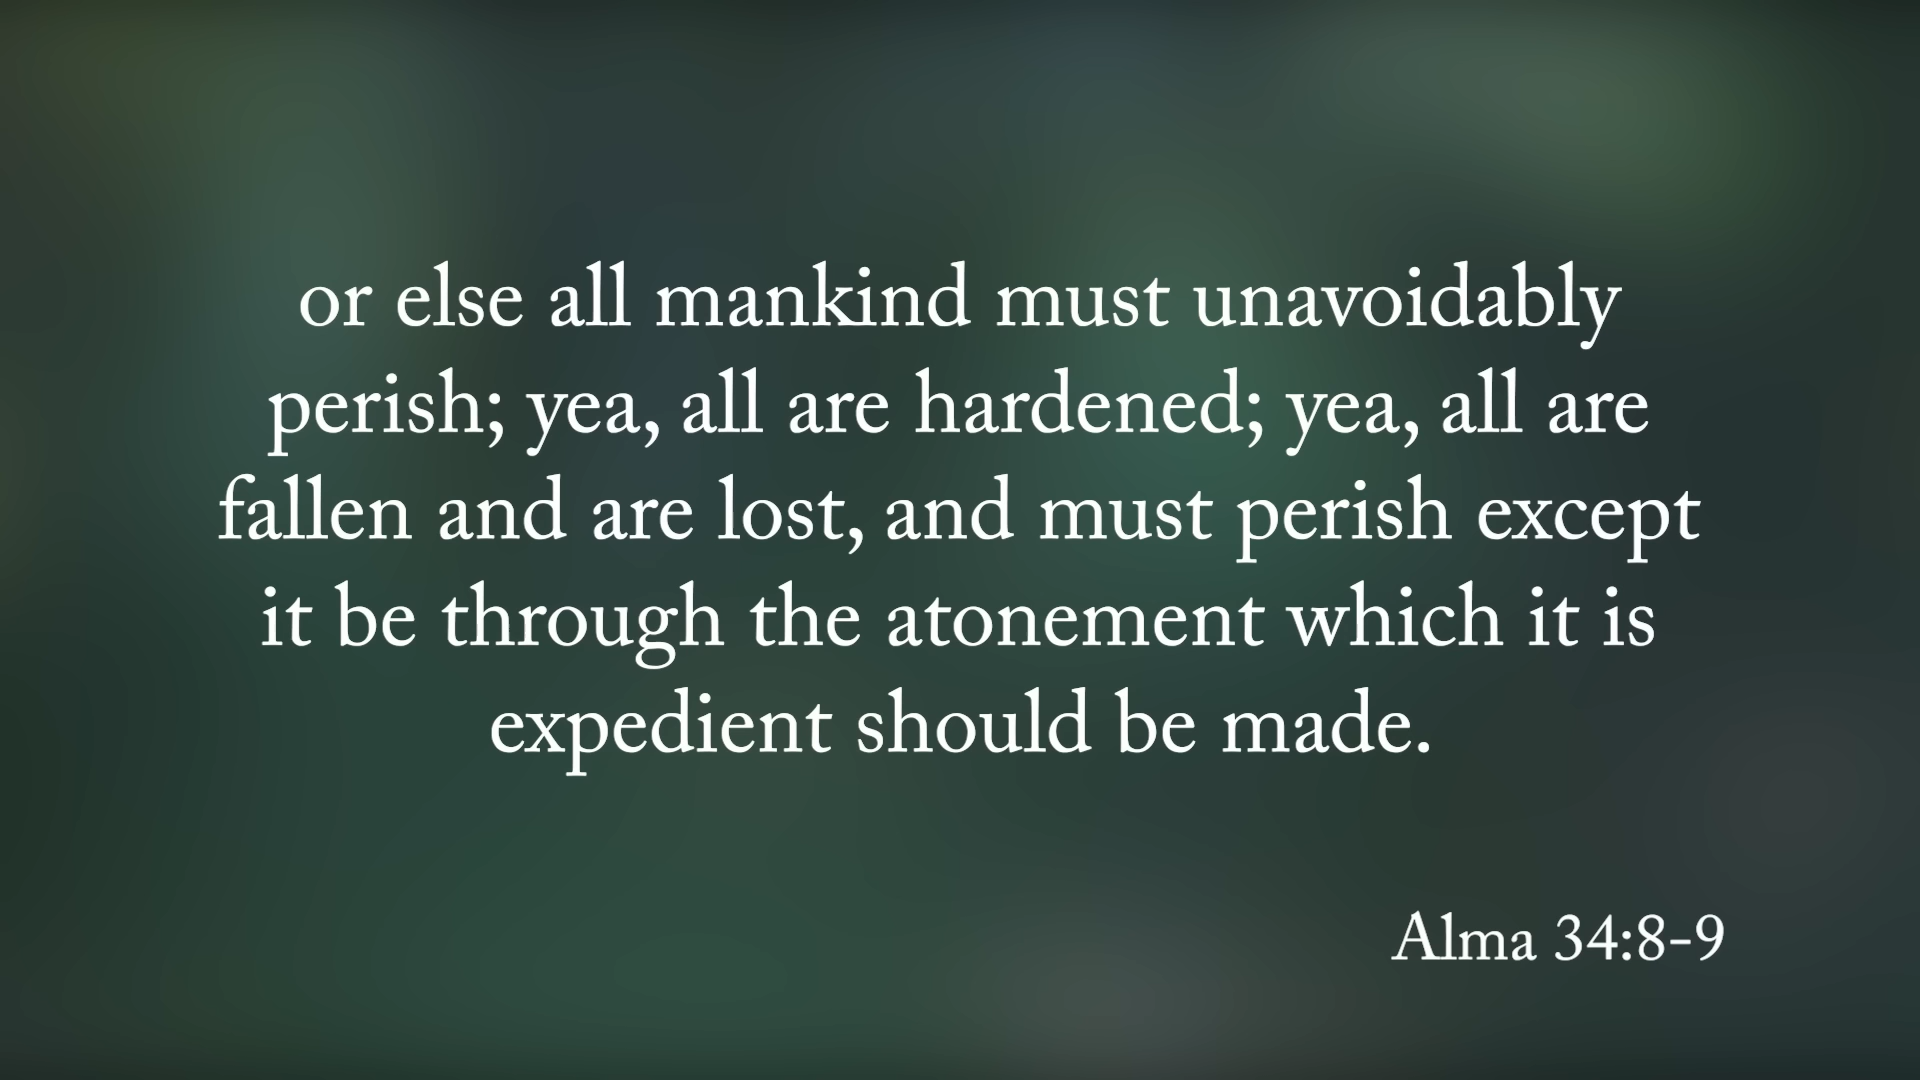 or else all mankind must unavoidably
perish; yea, all are hardened; yea, all are
fallen and are lost, and must perish except
it be through the atonement which it is
expedient should be made.
Alma 34:8-9